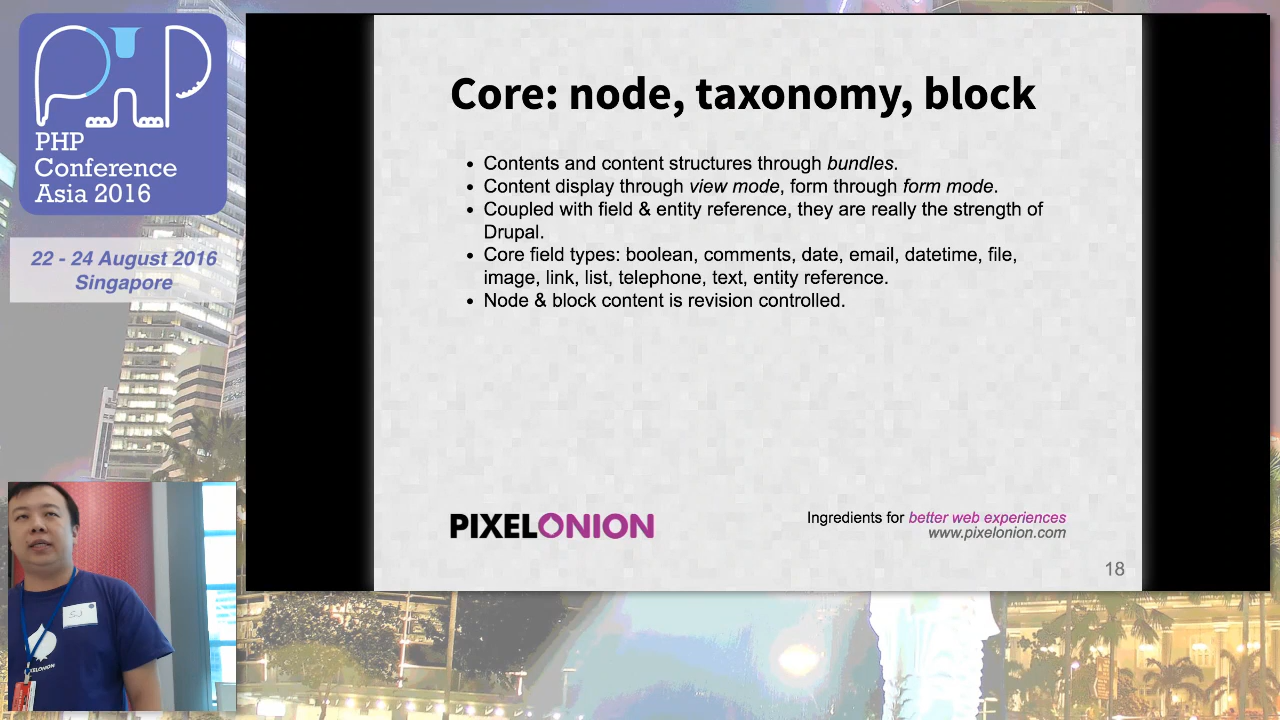 PHP
PHP
Conference
Asia 2016
22 - 24 August 2016
Singapore
Core: node, taxonomy, block
• Contents and content structures through bundles.
• Content display through view mode, form through form mode.
• Coupled with field & entity reference, they are really the strength of
Drupal.
• Core field types: boolean, comments, date, email, datetime, file,
image, link, list, telephone, text, entity reference.
• Node & block content is revision controlled.
PIXELONION
Ingredients for better web experiences
www.pixelonion.com
18